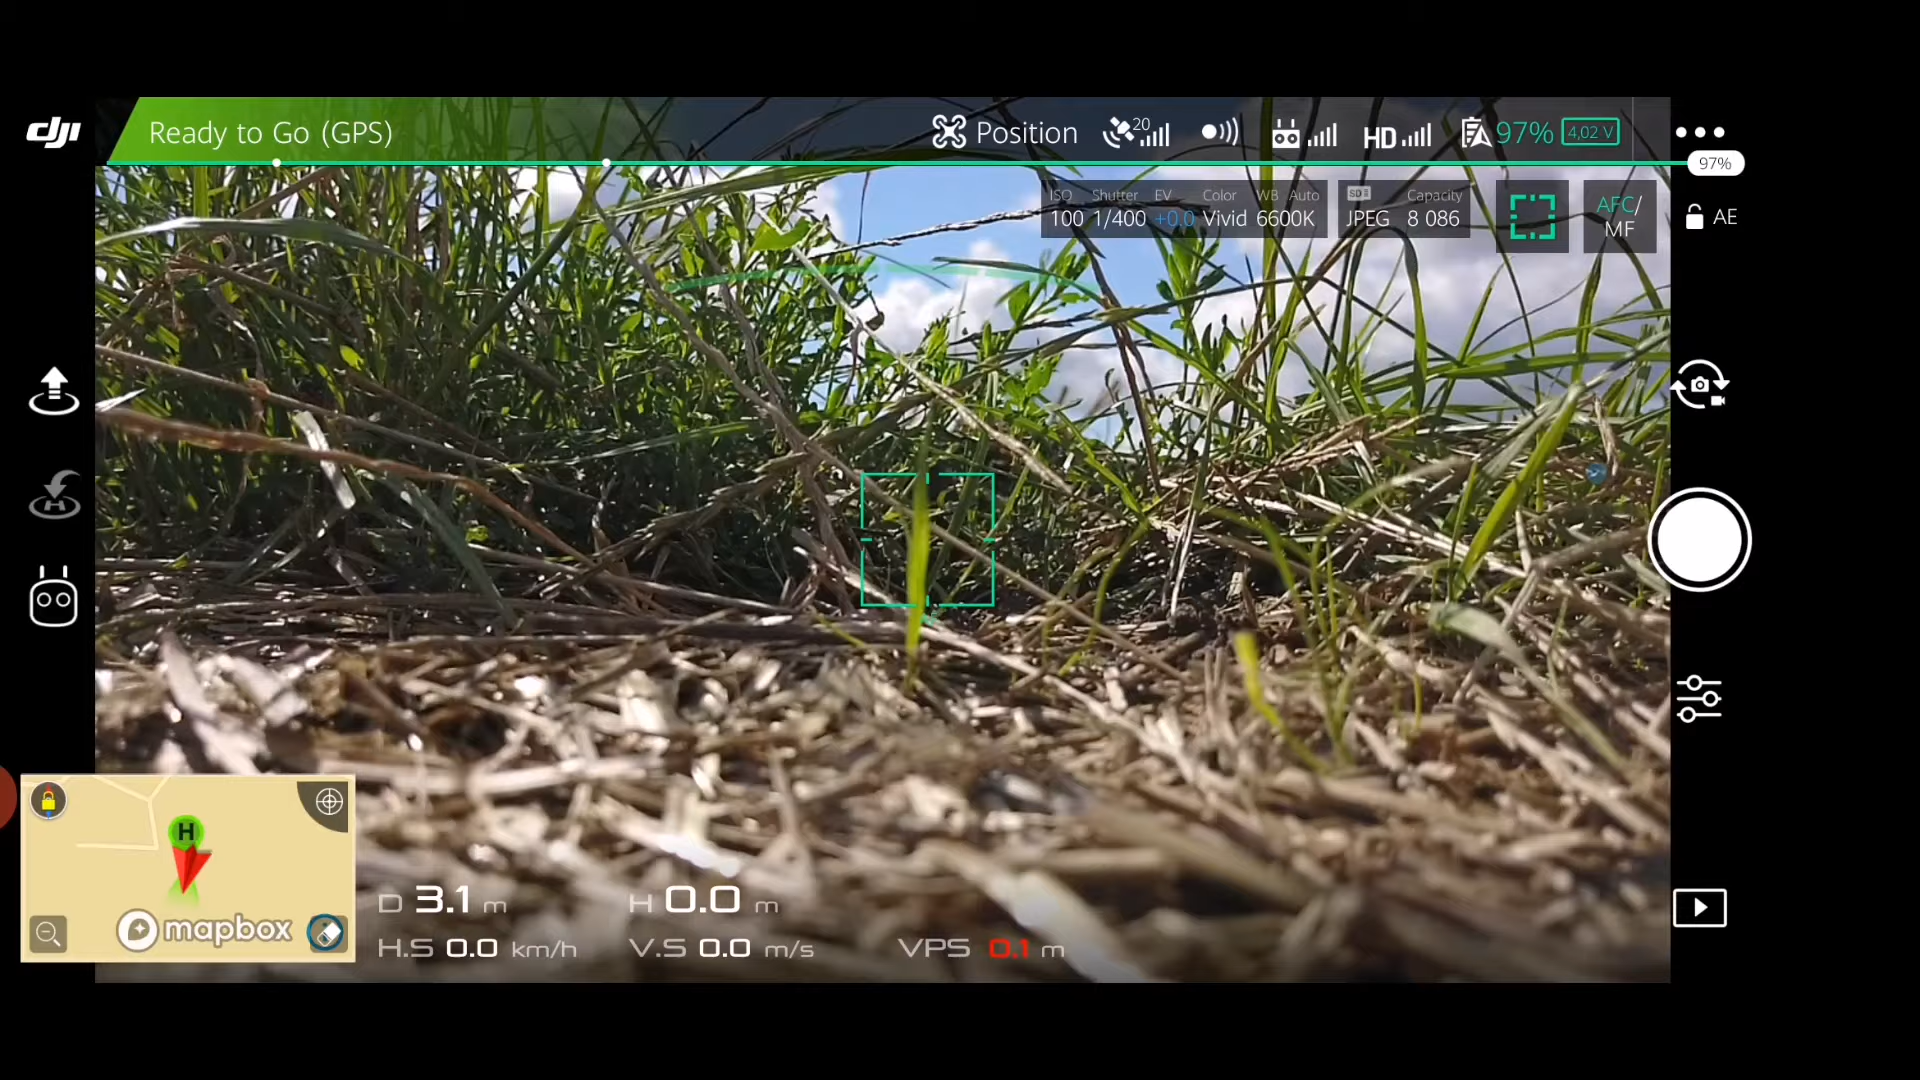 dji
Ready to Go (GPS)
Position
20
HD
97%
4,02 V
97%
ISO Shutter EV Color WB Auto
100 1/400 +0.0 Vivid 6600K
SD
Capacity
JPEG 8 086
AFC/
MF
AE
H
H
mapbox
D 3.1 m
H 0.0 m
H.S 0.0 km/h
V.S 0.0 m/s
VPS 0.1 m